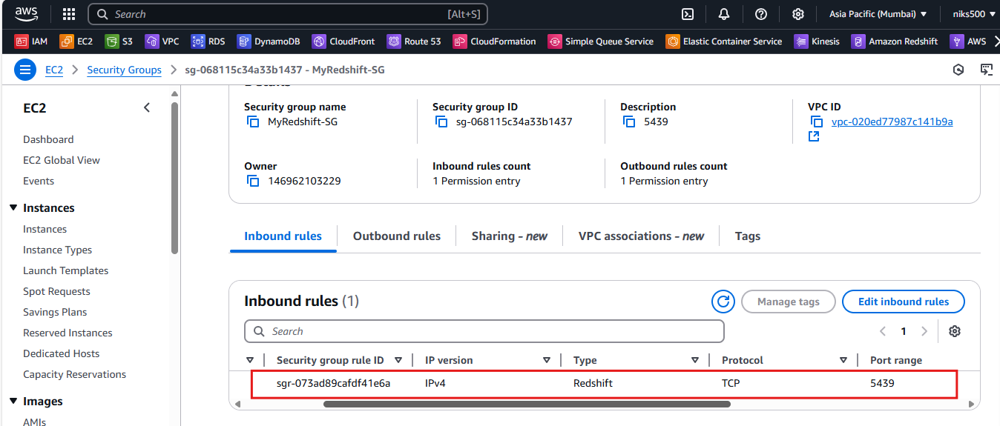 aws Search [Alt+S] Asia Pacific (Mumbai) niks500
IAM EC2 S3 VPC RDS DynamoDB CloudFront Route 53 CloudFormation Simple Queue Service Elastic Container Service Kinesis Amazon Redshift AWS
EC2 Security Groups sg-068115c34a33b1437 - MyRedshift-SG
EC2
Dashboard
EC2 Global View
Events
Instances
Instances
Instance Types
Launch Templates
Spot Requests
Savings Plans
Reserved Instances
Dedicated Hosts
Capacity Reservations
Images
AMIs
Details
Security group name Security group ID Description VPC ID
MyRedshift-SG sg-068115c34a33b1437 5439 vpc-020ed77987c141b9a
Owner Inbound rules count Outbound rules count
146962103229 1 Permission entry 1 Permission entry
Inbound rules Outbound rules Sharing - new VPC associations - new Tags
Inbound rules (1) Manage tags Edit inbound rules
Search 1
Security group rule ID IP version Type Protocol Port range
sgr-073ad89cafdf41e6a IPv4 Redshift TCP 5439